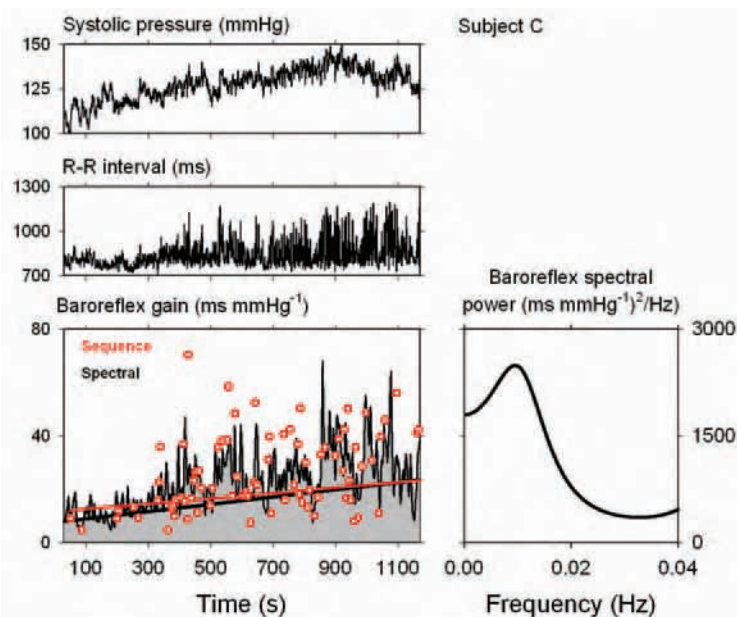 Systolic pressure (mmHg)
Subject C
150
125
100
R-R interval (ms)
1300
1000
700
Baroreflex gain (ms mmHg⁻¹)
80
40
0
Sequence
Spectral
100 300 500 700 900 1100
Time (s)
Baroreflex spectral
power (ms mmHg⁻¹)²/Hz
3000
1500
0
0.00 0.02 0.04
Frequency (Hz)